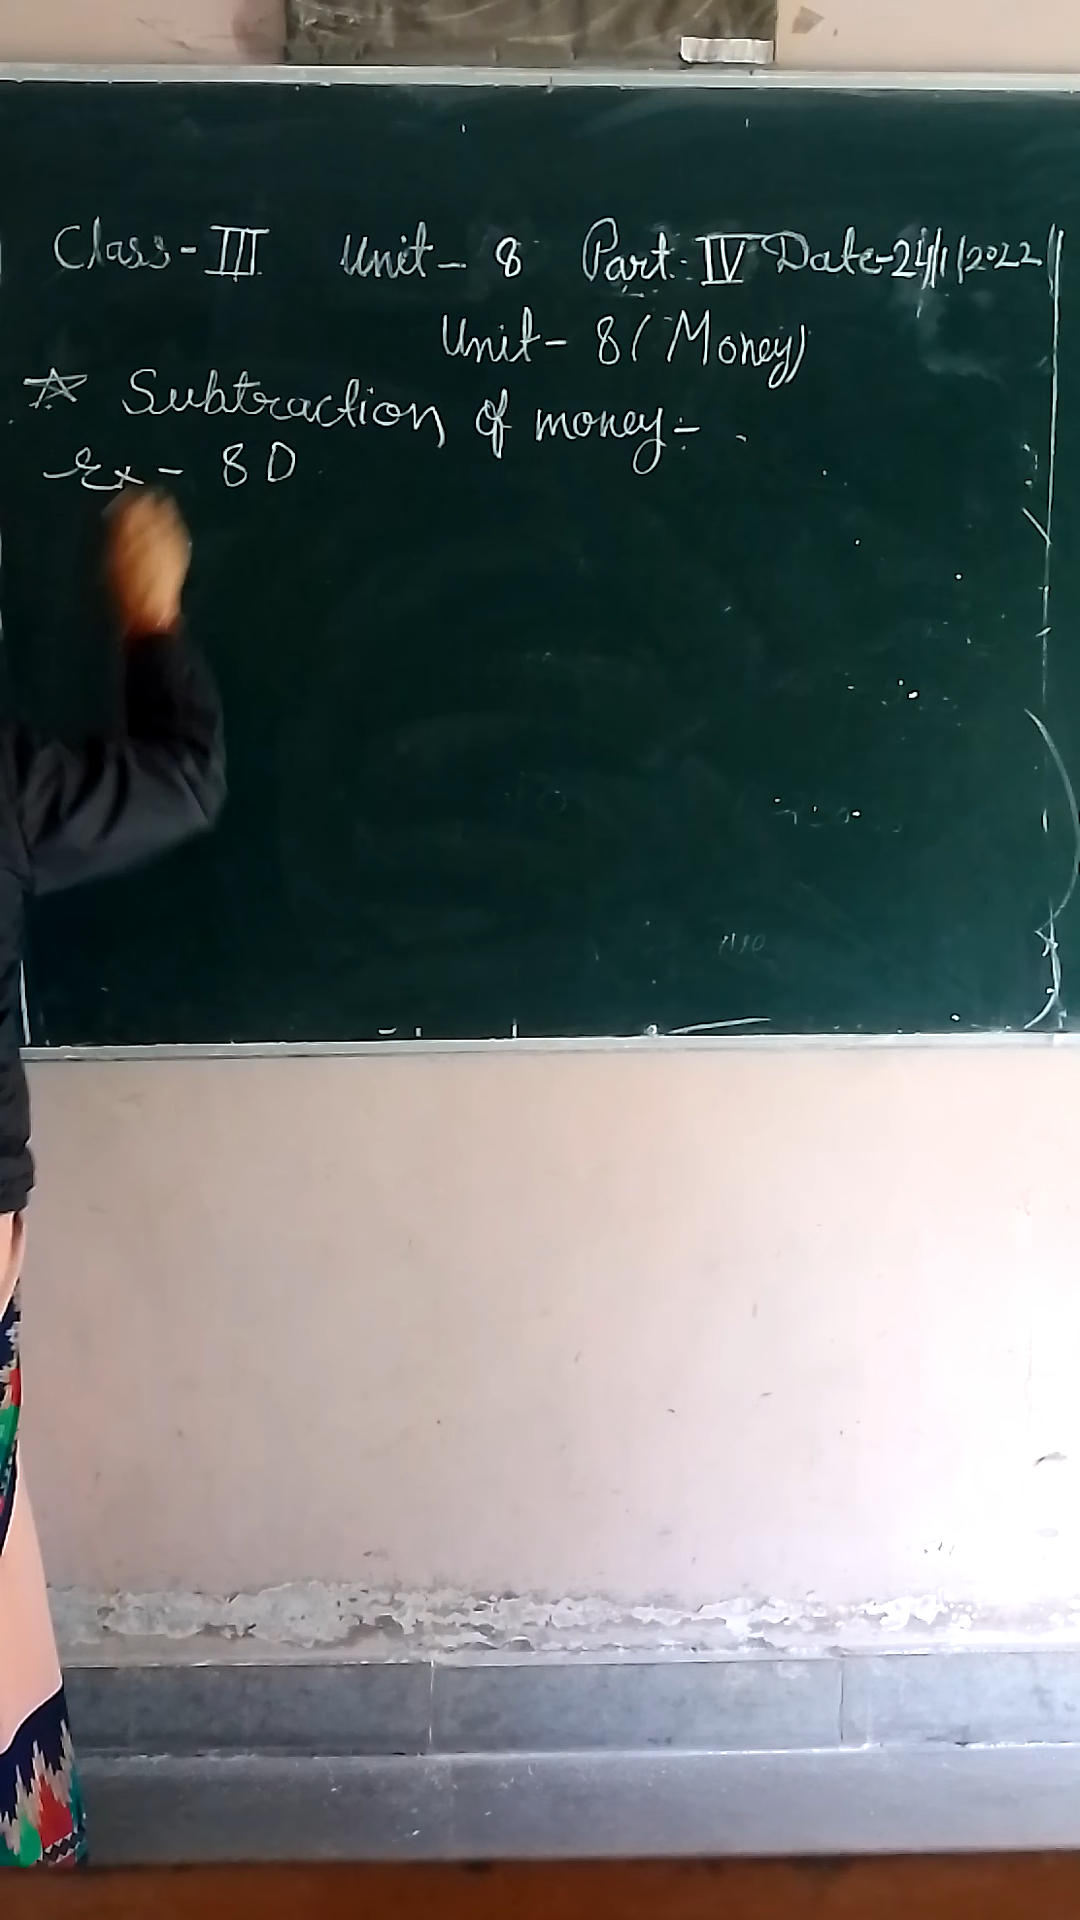 Class-III Unit-8 Part-IV Date-24/1/2022
Unit-8(Money)
☆ Subtraction of money:-
Ex-8D